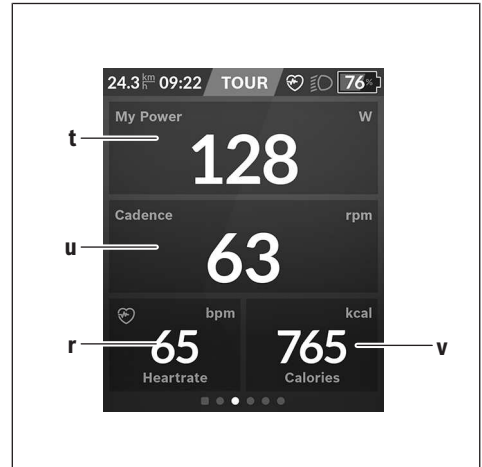 24.3 km/h 09:22 TOUR 76%
My Power W
t
128
Cadence rpm
u
63
bpm kcal
r 65 765 v
Heartrate Calories